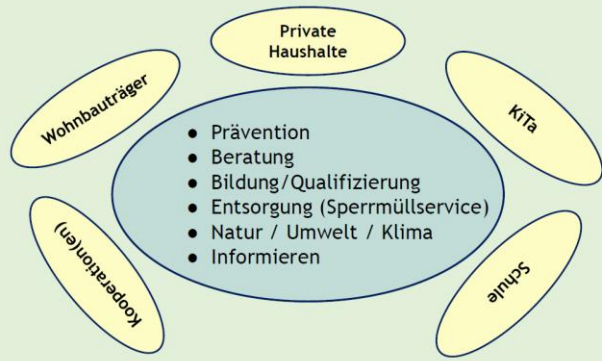 Private
Haushalte
Wohnbauträger
KiTa
● Prävention
● Beratung
● Bildung/Qualifizierung
● Entsorgung (Sperrmüllservice)
● Natur / Umwelt / Klima
● Informieren
Kooperation(en)
Schule